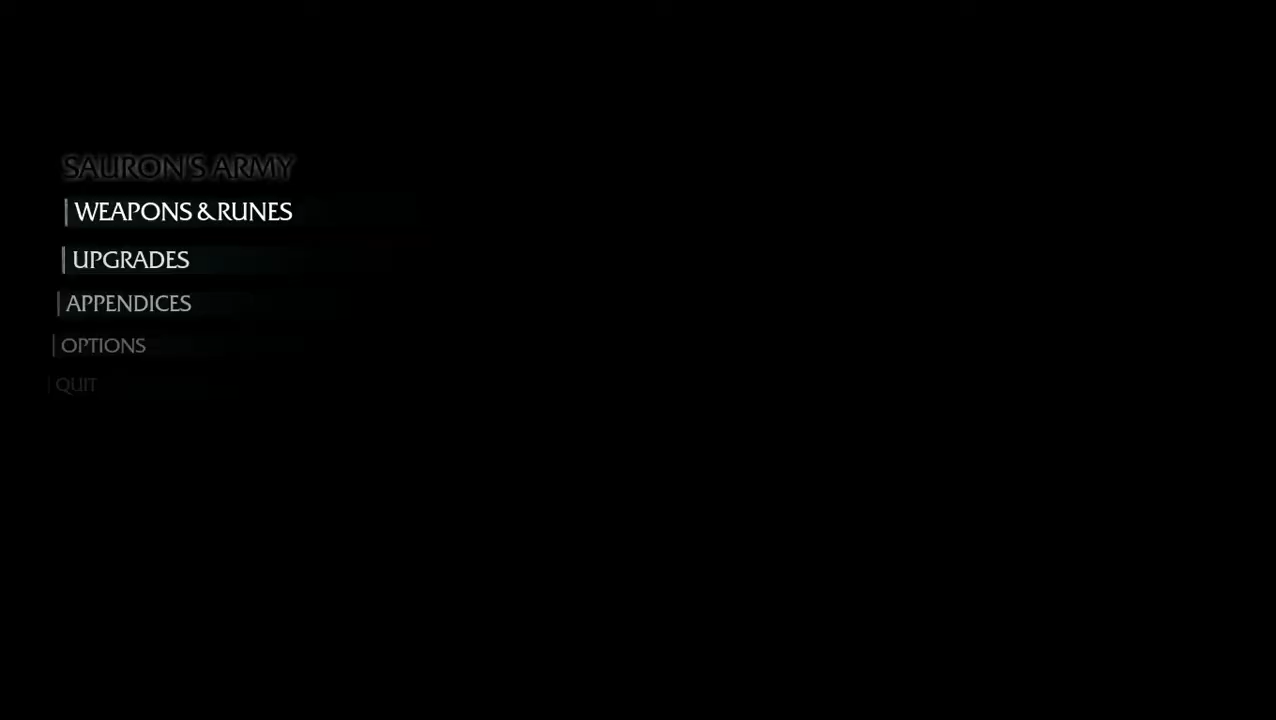 SAURON'S ARMY
WEAPONS & RUNES
UPGRADES
APPENDICES
OPTIONS
QUIT